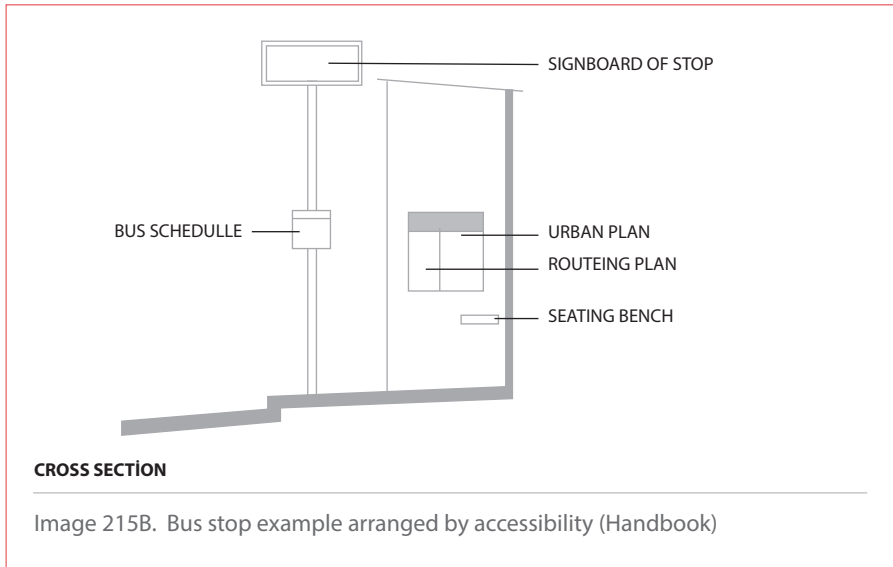 SIGNBOARD OF STOP
BUS SCHEDULLE
URBAN PLAN
ROUTEING PLAN
SEATING BENCH
CROSS SECTİON
Image 215B. Bus stop example arranged by accessibility (Handbook)